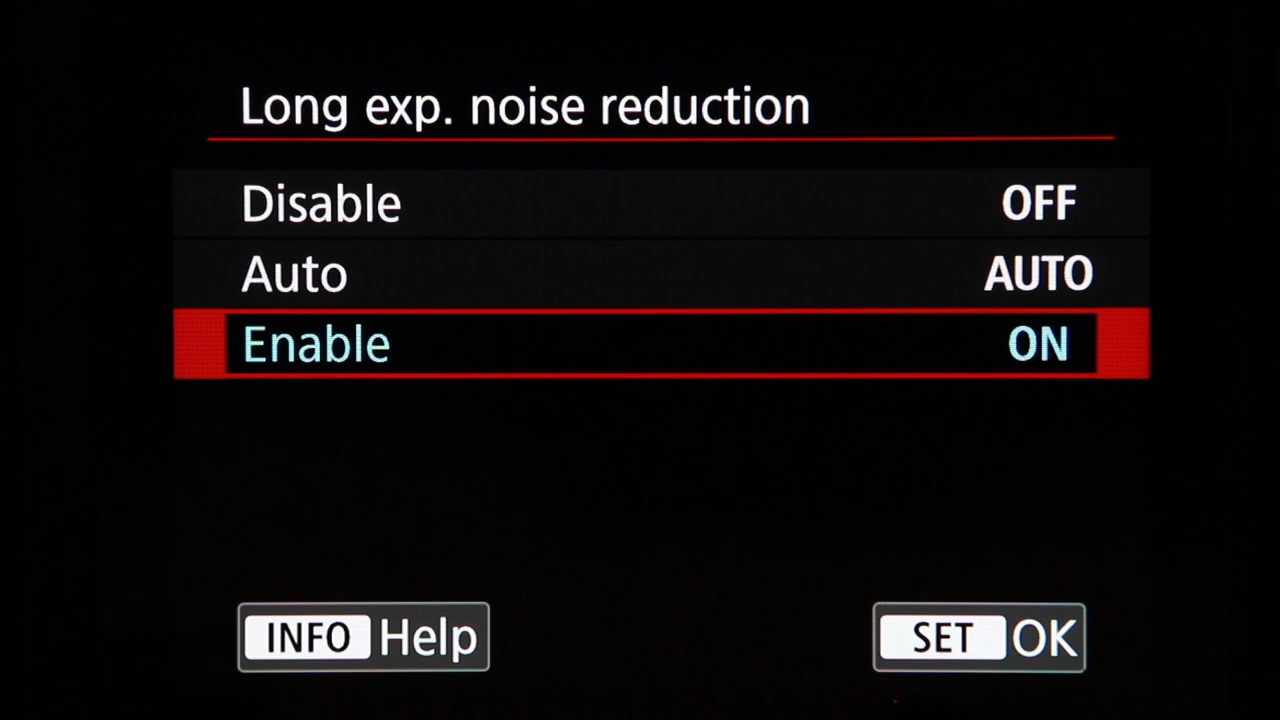 Long exp. noise reduction
Disable OFF
Auto AUTO
Enable ON
INFO Help SET OK